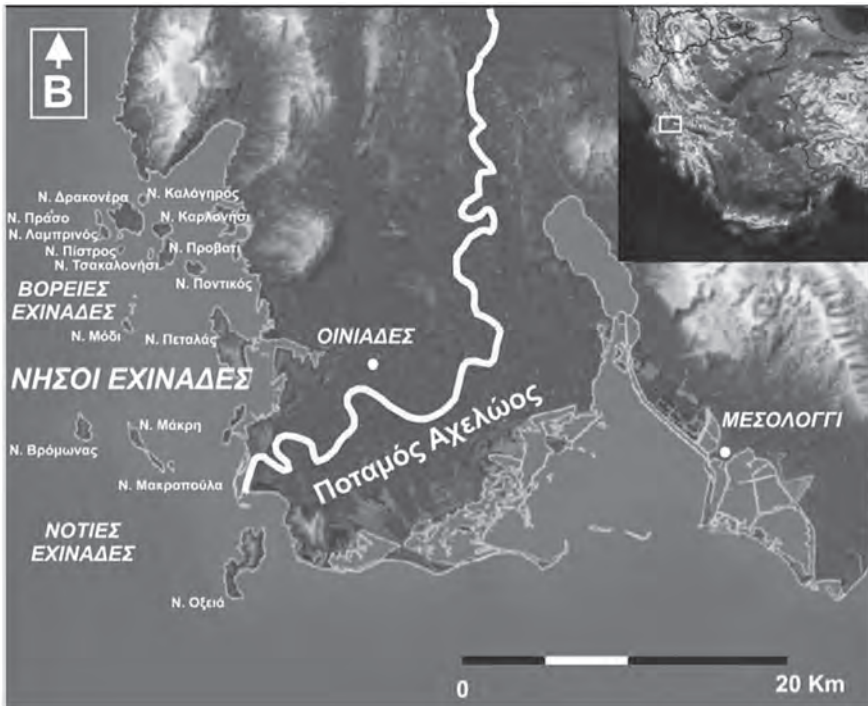 Β
Ν. Δρακονέρα
Ν. Καλόγηρος
Ν. Πράσο
Ν. Καρλονήσι
Ν. Λαμπρινός
Ν. Πίστρος
Ν. Προβατι
Ν. Τσακαλονήσι
Ν. Ποντικός
ΒΟΡΕΙΕΣ
ΕΧΙΝΑΔΕΣ
Ν. Μόδι
Ν. Πεταλάς
ΟΙΝΙΑΔΕΣ
ΝΗΣΟΙ ΕΧΙΝΑΔΕΣ
Ν. Μάκρη
Ν. Βρόμωνας
Ποταμός Αχελώος
ΜΕΣΟΛΟΓΓΙ
Ν. Μακροπούλα
ΝΟΤΙΕΣ
ΕΧΙΝΑΔΕΣ
Ν. Οξειά
0
20 Km